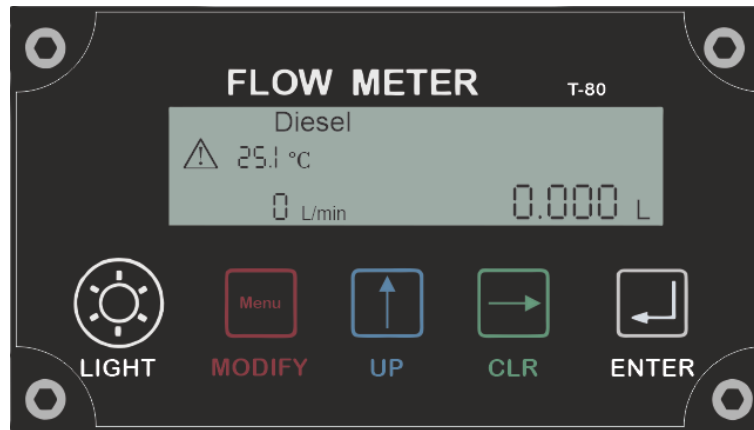 FLOW METER T-80
Diesel
25.1 °C
0 L/min 0.000 L
Menu
LIGHT MODIFY UP CLR ENTER